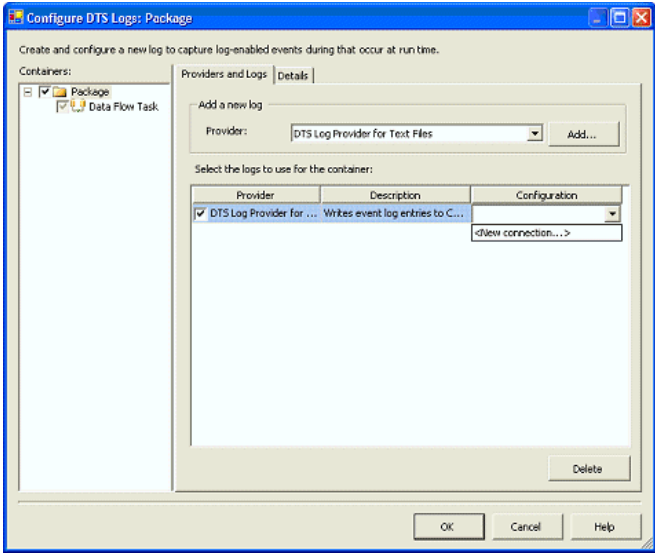 Configure DTS Logs: Package
Create and configure a new log to capture log-enabled events during that occur at run time.
Containers:
Package
Data Flow Task
Providers and Logs
Details
Add a new log
Provider:
DTS Log Provider for Text Files
Add...
Select the logs to use for the container:
Provider
Description
Configuration
DTS Log Provider for ...
Writes event log entries to C...
<New connection...>
Delete
OK
Cancel
Help